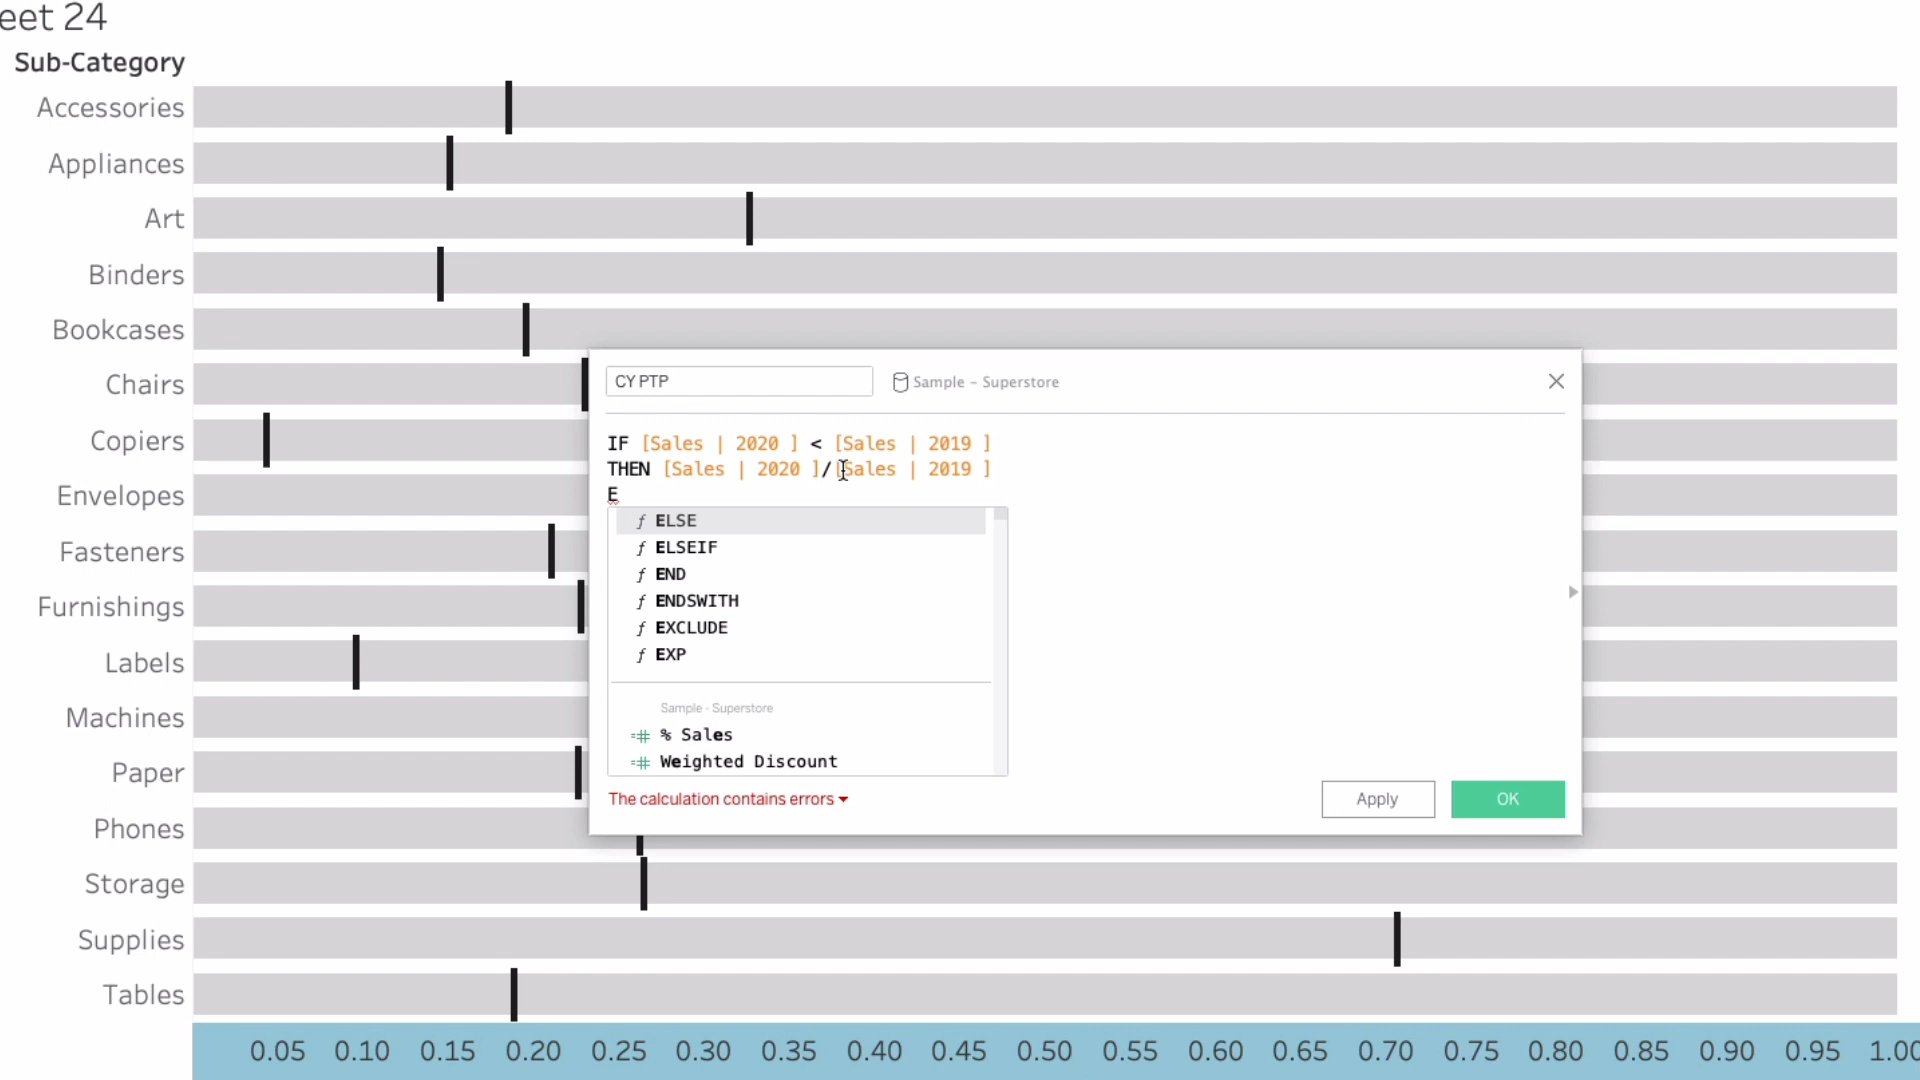 eet 24
Sub-Category
Accessories
Appliances
Art
Binders
Bookcases
Chairs
Copiers
Envelopes
Fasteners
Furnishings
Labels
Machines
Paper
Phones
Storage
Supplies
Tables
CY PTP
Sample - Superstore
IF [Sales | 2020 ] < [Sales | 2019 ]
THEN [Sales | 2020 ]/[Sales | 2019 ]
E
ƒ ELSE
ƒ ELSEIF
ƒ END
ƒ ENDSWITH
ƒ EXCLUDE
ƒ EXP
Sample - Superstore
=# % Sales
=# Weighted Discount
The calculation contains errors
Apply
OK
0.05 0.10 0.15 0.20 0.25 0.30 0.35 0.40 0.45 0.50 0.55 0.60 0.65 0.70 0.75 0.80 0.85 0.90 0.95 1.00